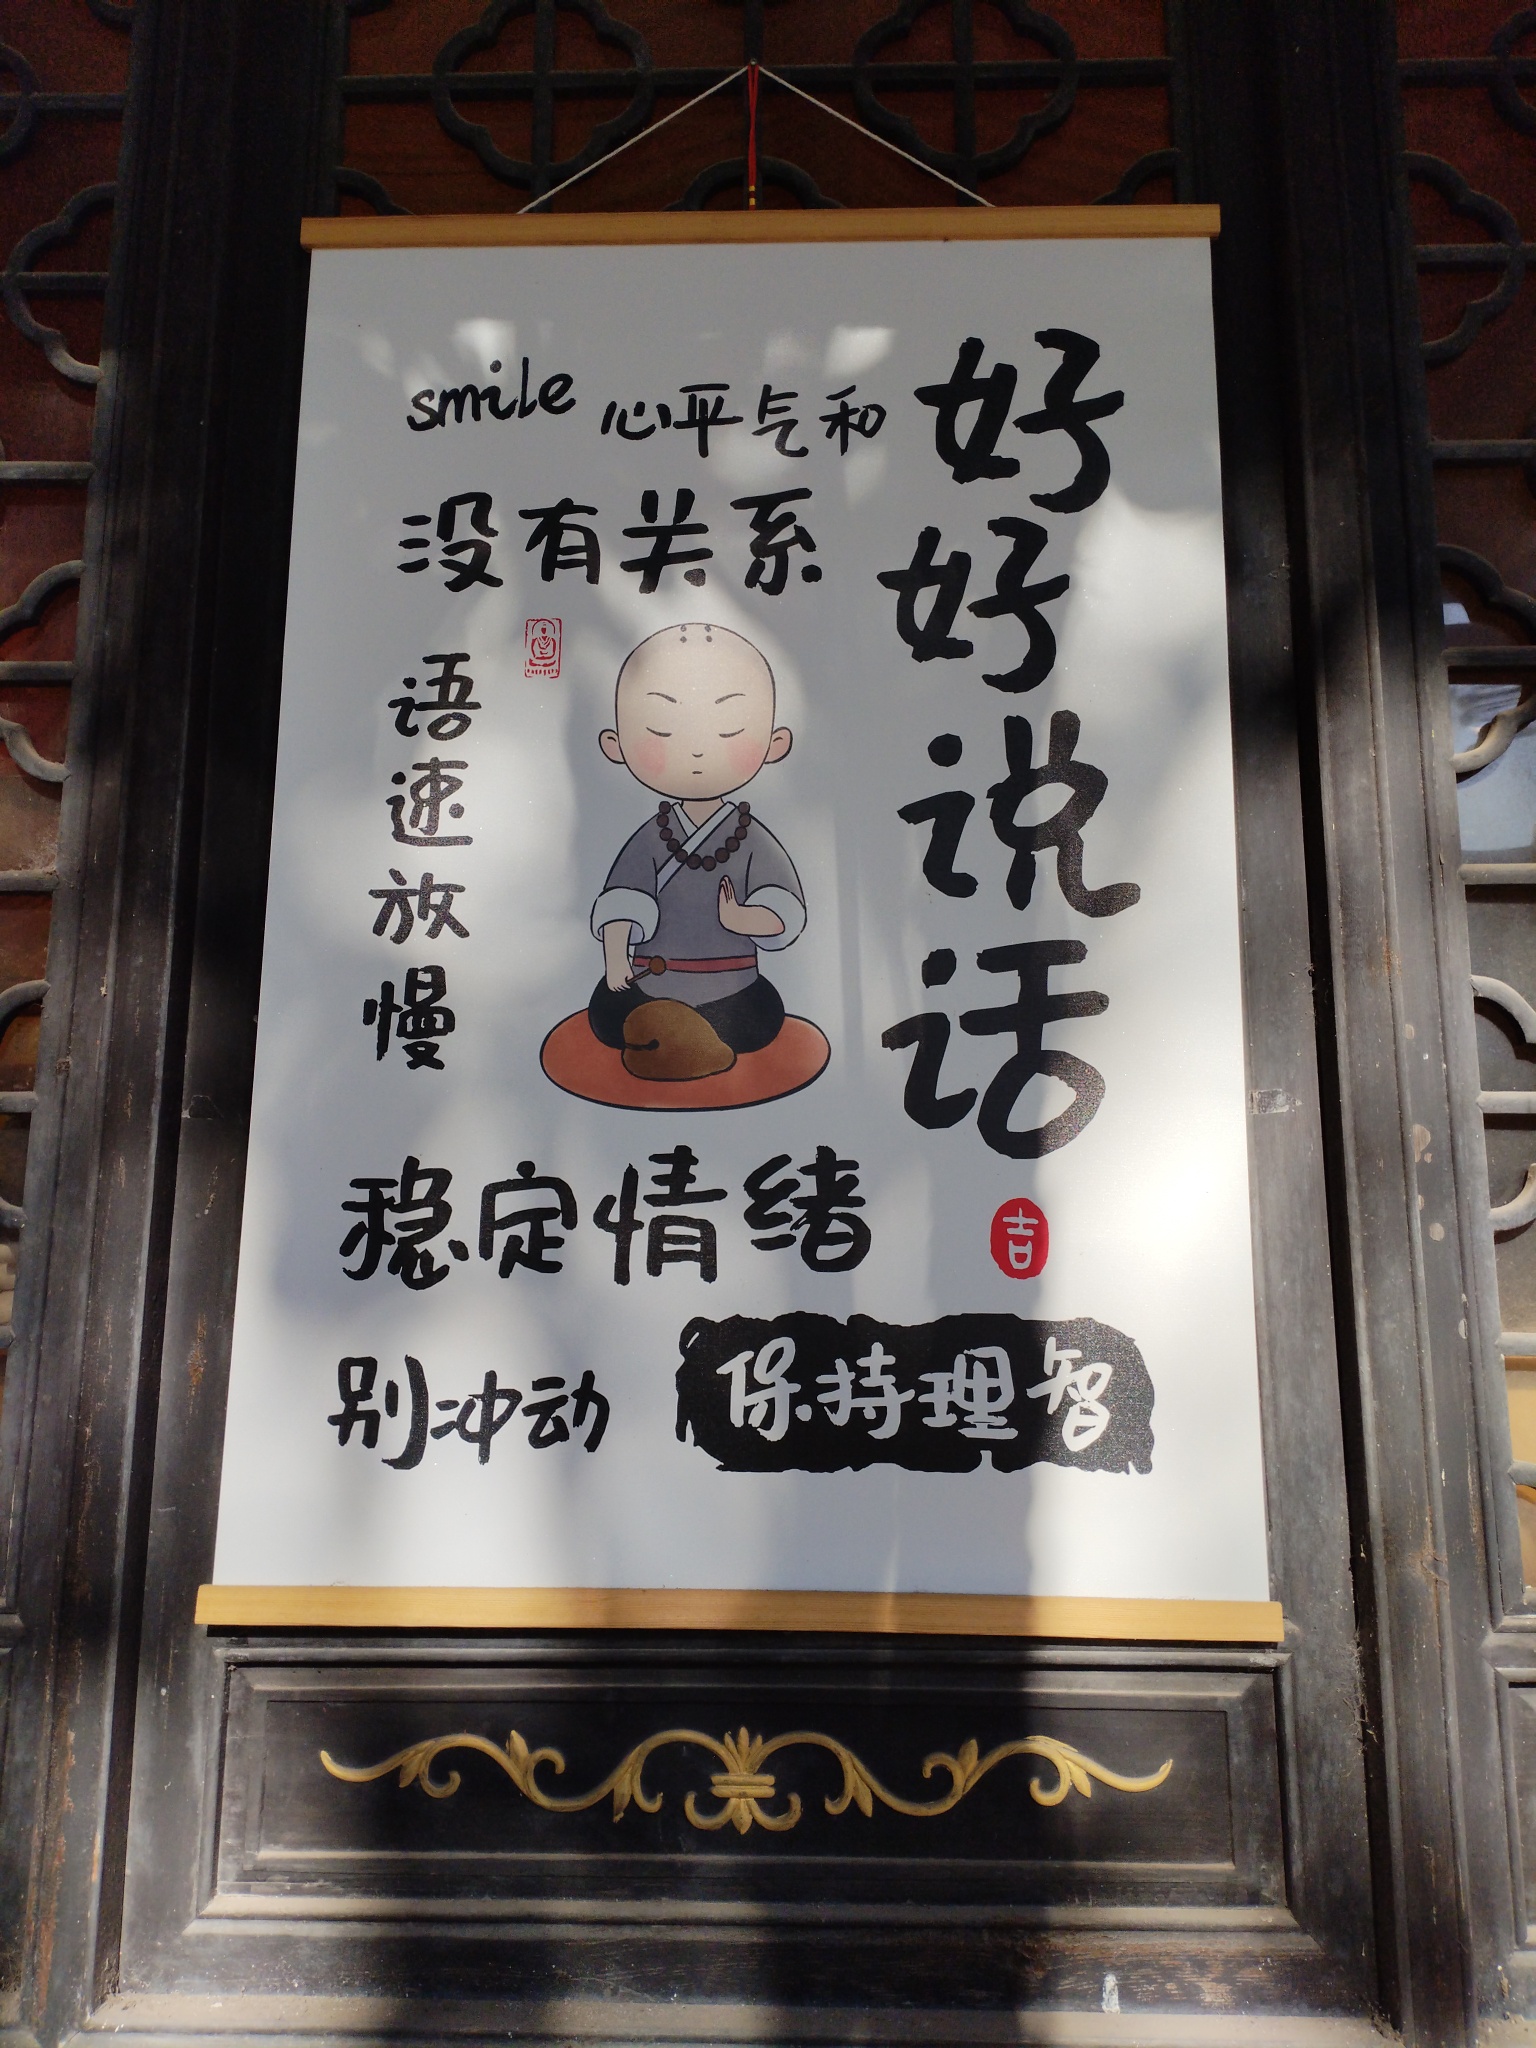 smile
心平气和
好好说话
没有关系
语速放慢
稳定情绪
吉
别冲动
保持理智